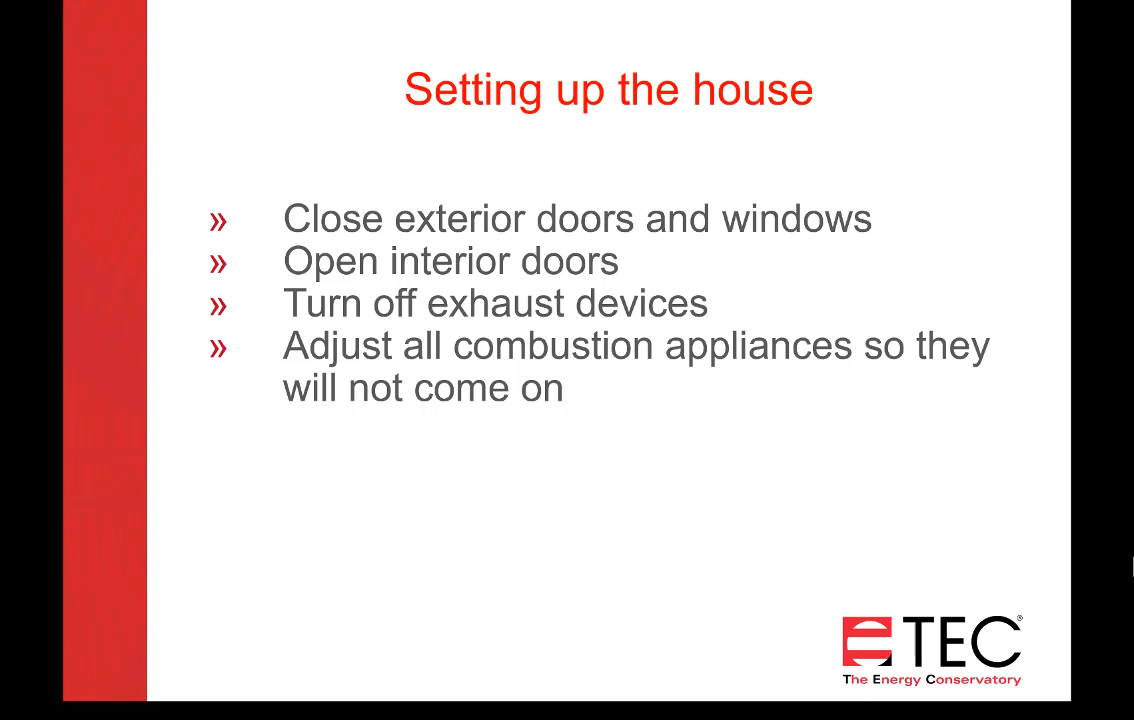 Setting up the house
» Close exterior doors and windows
» Open interior doors
» Turn off exhaust devices
» Adjust all combustion appliances so they
will not come on
TEC®
The Energy Conservatory